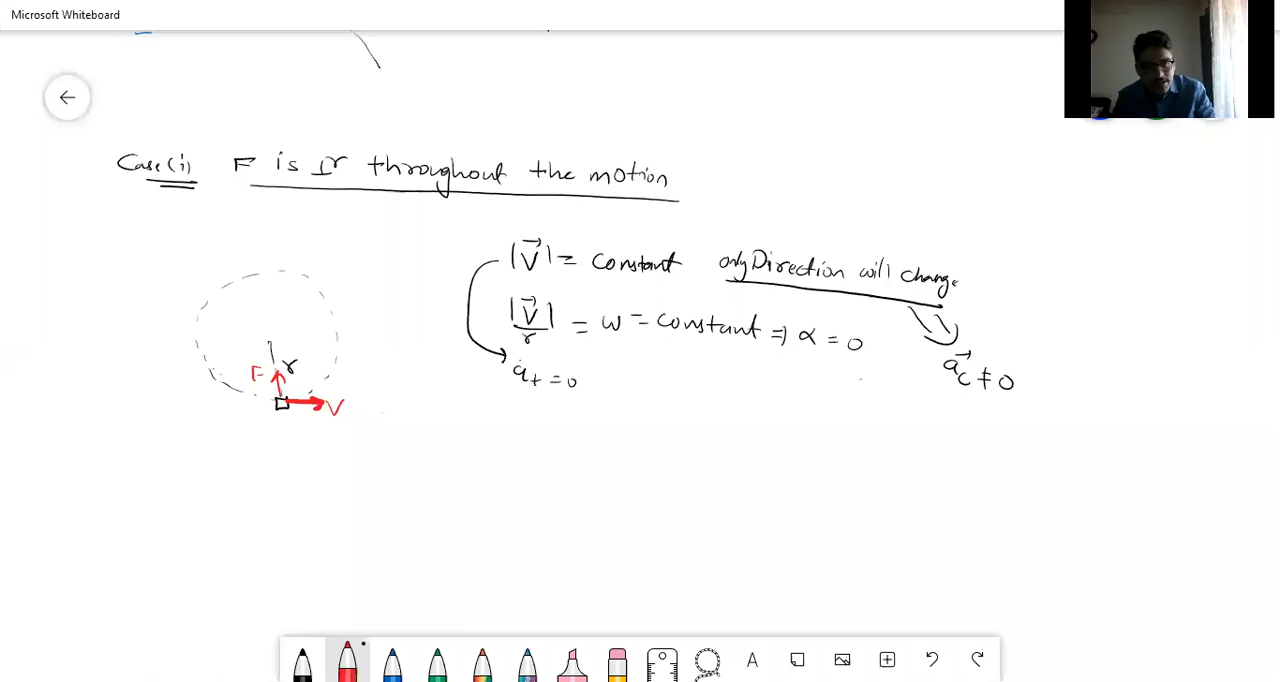 Microsoft Whiteboard
Case(i) F is ⊥r throughout the motion
|V⃗| = constant only Direction will change.
|V⃗|/r = ω = constant ⇒ α = 0
at = 0
a⃗c ≠ 0
F r
V
A